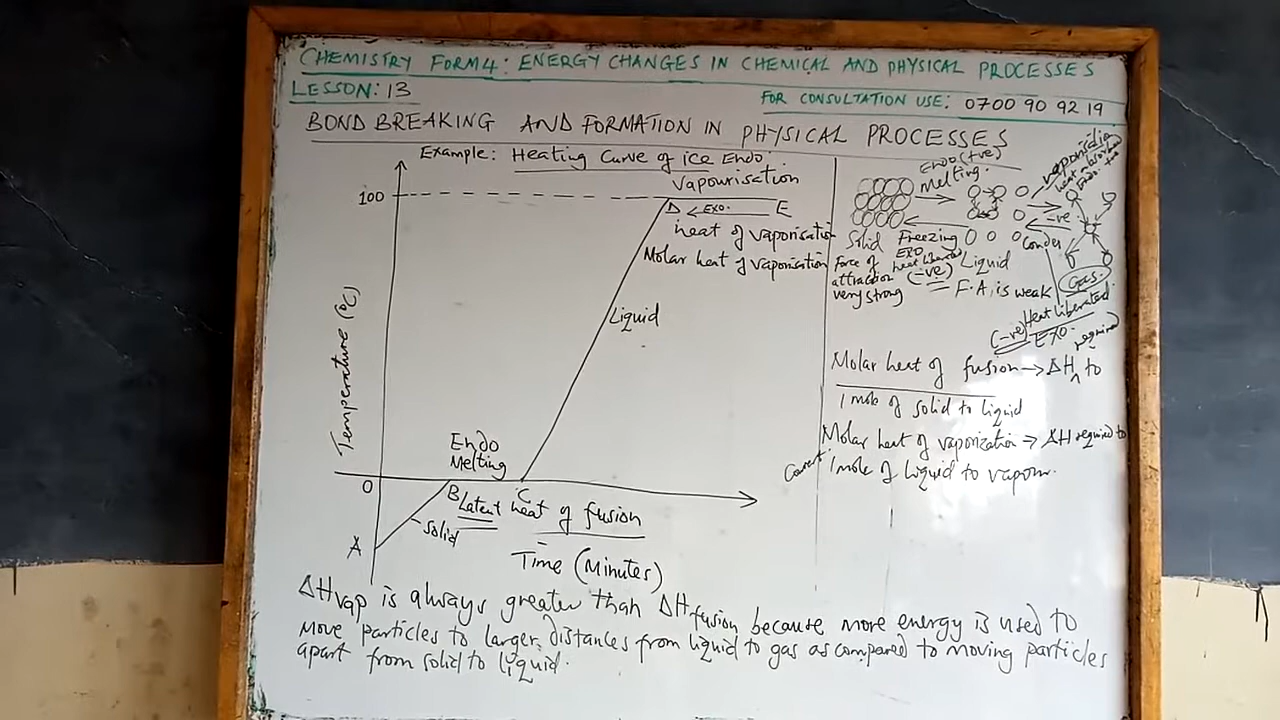 CHEMISTRY FORM 4: ENERGY CHANGES IN CHEMICAL AND PHYSICAL PROCESSES
LESSON: 13
FOR CONSULTATION USE: 0700 90 92 19
BOND BREAKING AND FORMATION IN PHYSICAL PROCESSES
Example: Heating Curve of ice Endo.
Vapourisation
100
D Exo. E
heat of vaporisation
Molar heat of vaporisation
Liquid
Temperature (°C)
Endo
Melting
0
B C
Latent heat of fusion
solid
A
Time (Minutes)
Endo (+ve)
Melting.
vaporisation
heat
Endo.
-ve
Solid Freezing
Conden
EXO
heat liberated
(-ve)
Liquid
Force of
attraction
very strong
F.A. is weak
Gas.
Heat liberated
(-ve) EXO.
required
Molar heat of fusion → ΔH ^ to
1 mole of solid to liquid
Molar heat of vaporization → ΔH required to
Convert 1 mole of liquid to vapour.
ΔHvap is always greater than ΔHfusion because more energy is used to
move particles to larger distances from liquid to gas as compared to moving particles
apart from solid to liquid.